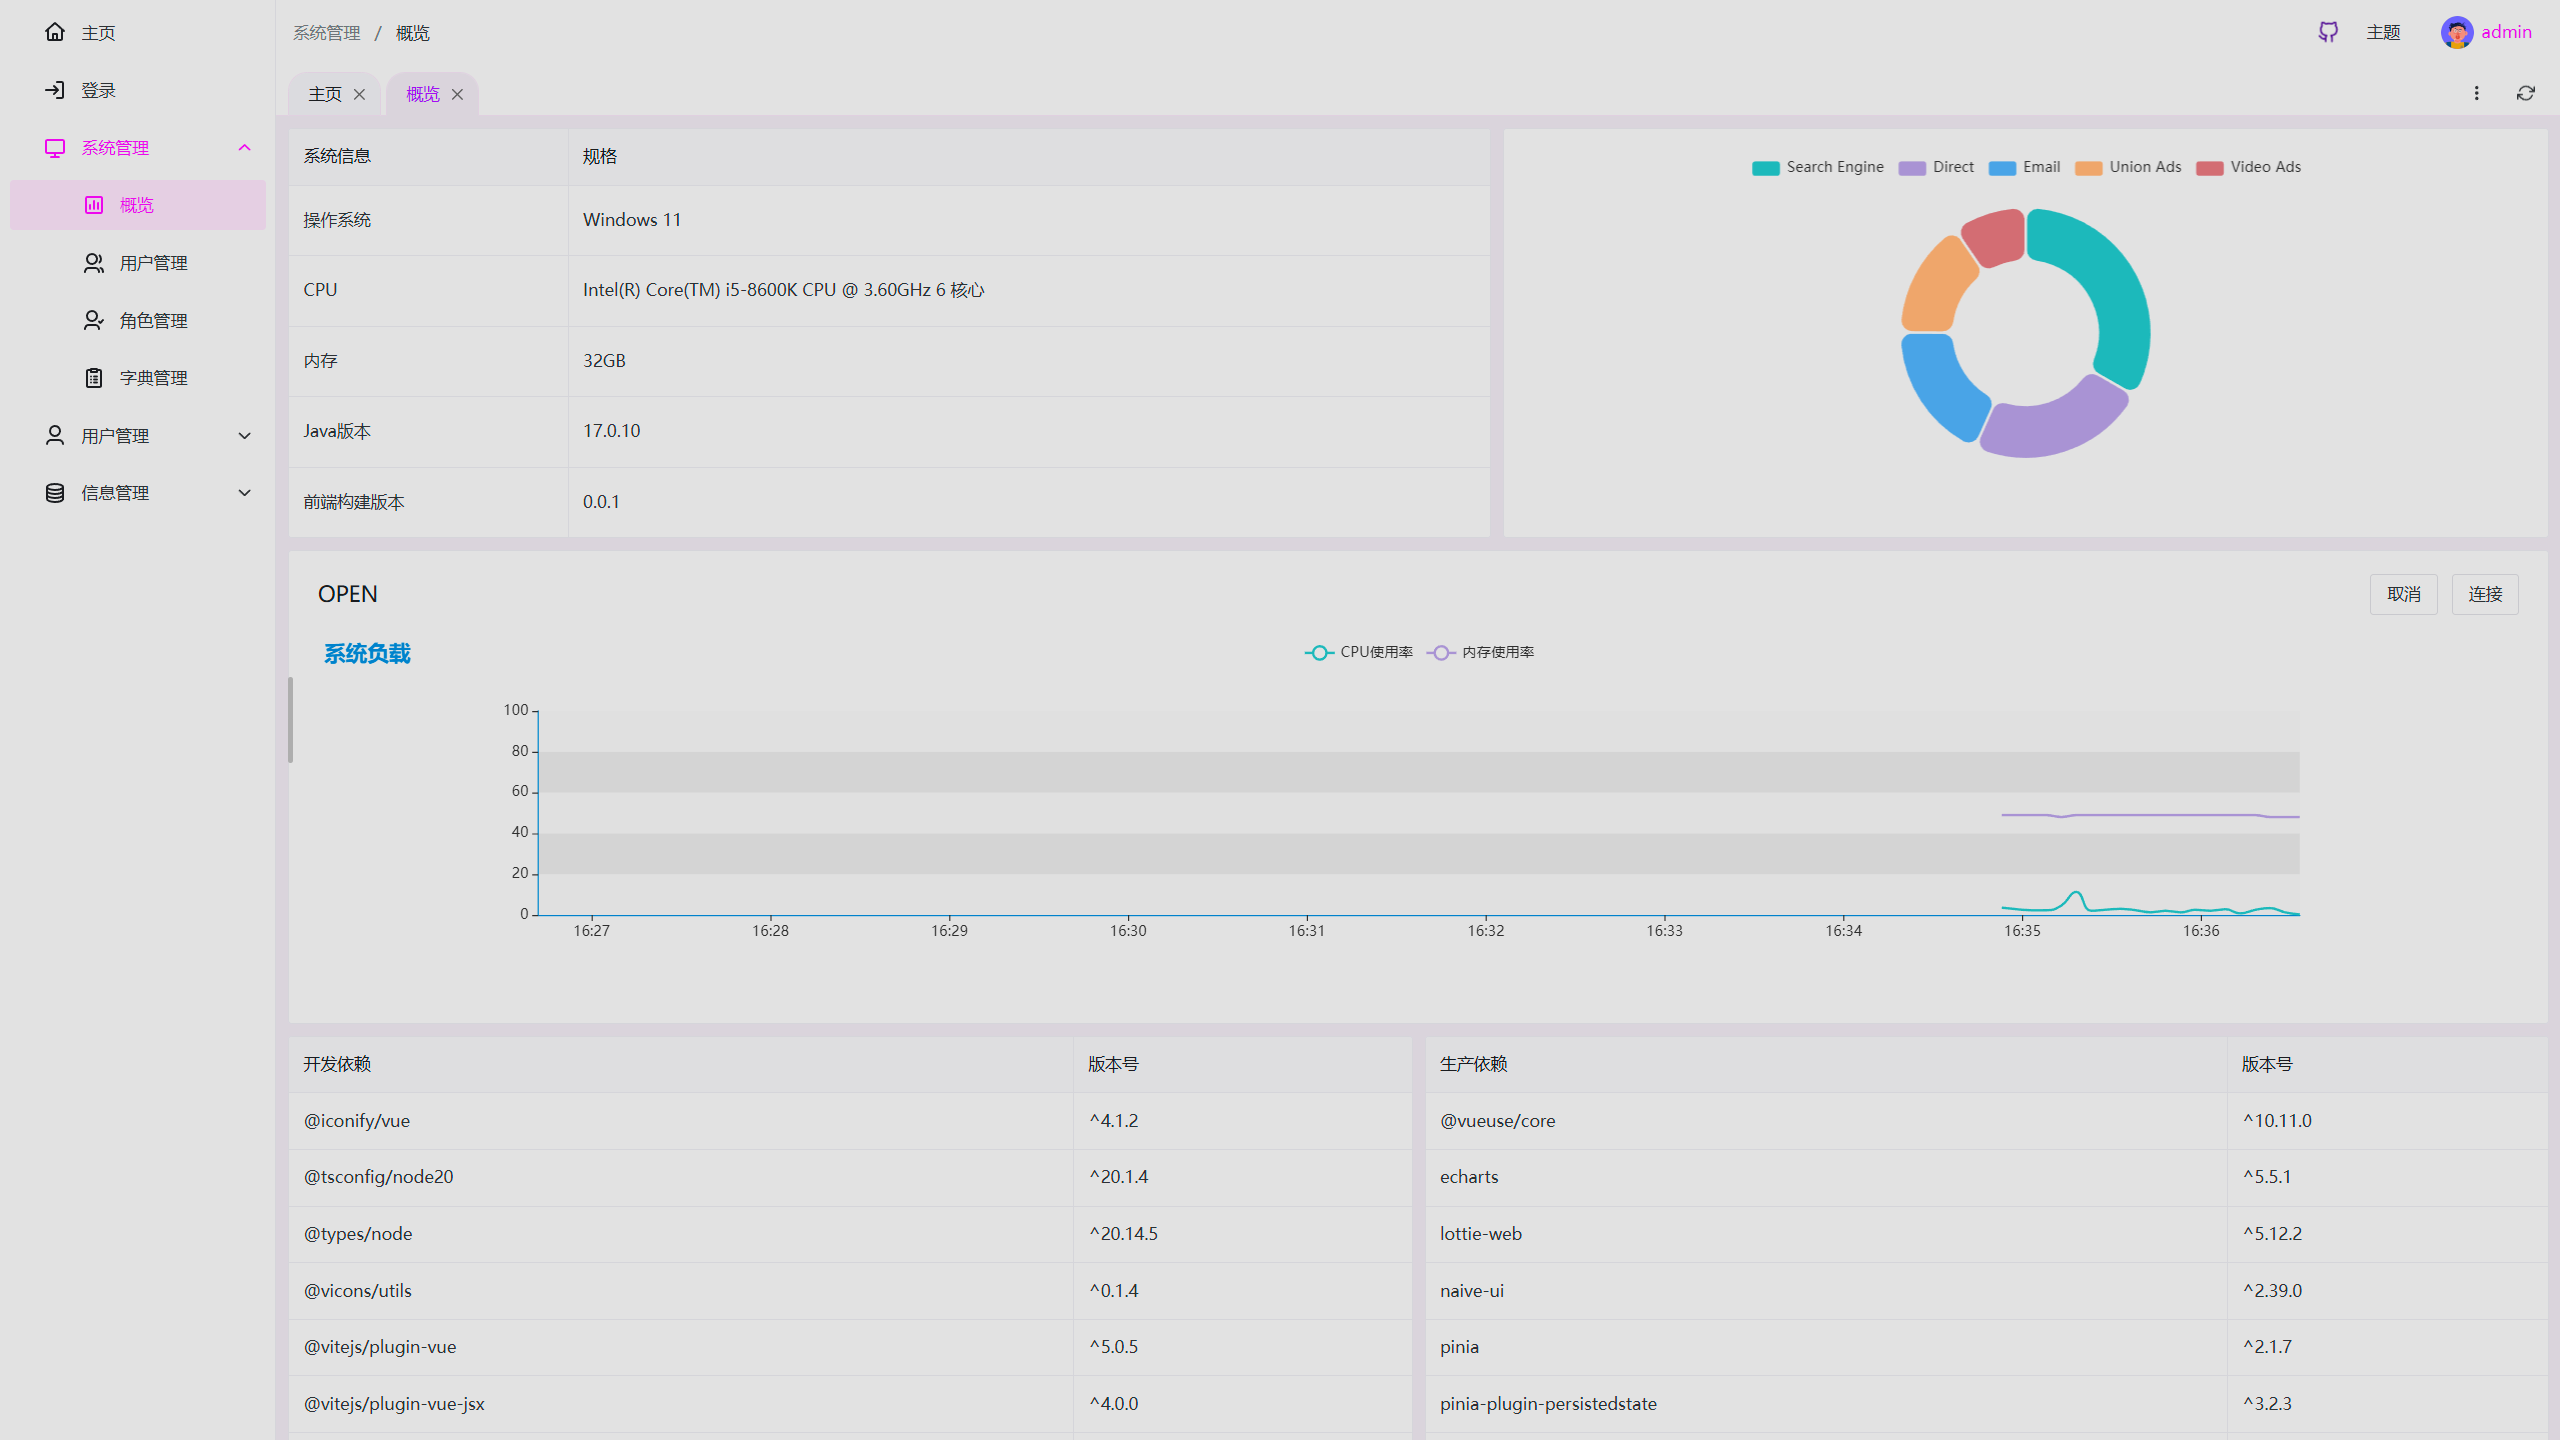 主页
登录
系统管理
概览
用户管理
角色管理
字典管理
用户管理
信息管理
系统管理 / 概览
主题
admin
主页
概览
系统信息 规格
操作系统 Windows 11
CPU Intel(R) Core(TM) i5-8600K CPU @ 3.60GHz 6 核心
内存 32GB
Java版本 17.0.10
前端构建版本 0.0.1
Search Engine Direct Email Union Ads Video Ads
OPEN
取消 连接
系统负载
CPU使用率 内存使用率
100
80
60
40
20
0
16:27 16:28 16:29 16:30 16:31 16:32 16:33 16:34 16:35 16:36
开发依赖 版本号
@iconify/vue ^4.1.2
@tsconfig/node20 ^20.1.4
@types/node ^20.14.5
@vicons/utils ^0.1.4
@vitejs/plugin-vue ^5.0.5
@vitejs/plugin-vue-jsx ^4.0.0
生产依赖 版本号
@vueuse/core ^10.11.0
echarts ^5.5.1
lottie-web ^5.12.2
naive-ui ^2.39.0
pinia ^2.1.7
pinia-plugin-persistedstate ^3.2.3